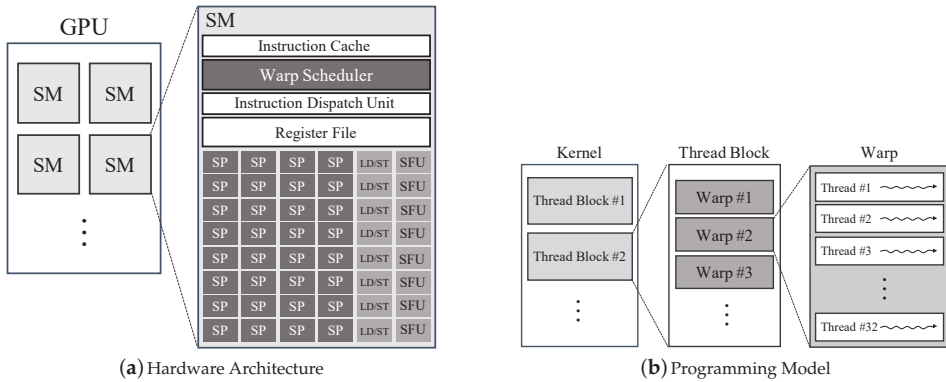 GPU
SM SM
SM SM
SM
Instruction Cache
Warp Scheduler
Instruction Dispatch Unit
Register File
SP SP SP SP LD/ST SFU
SP SP SP SP LD/ST SFU
SP SP SP SP LD/ST SFU
SP SP SP SP LD/ST SFU
SP SP SP SP LD/ST SFU
SP SP SP SP LD/ST SFU
SP SP SP SP LD/ST SFU
SP SP SP SP LD/ST SFU
(a) Hardware Architecture
Kernel
Thread Block #1
Thread Block #2
Thread Block
Warp #1
Warp #2
Warp #3
Warp
Thread #1
Thread #2
Thread #3
Thread #32
(b) Programming Model